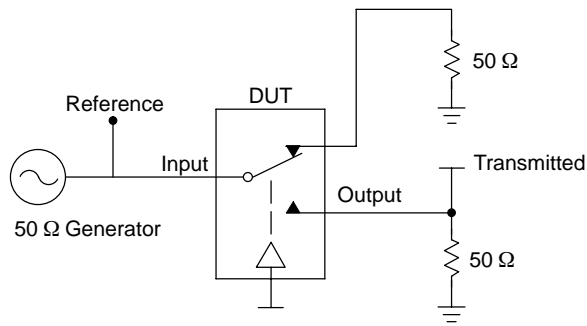 DUT
50 Ω
Reference
Input
Transmitted
Output
50 Ω Generator
50 Ω